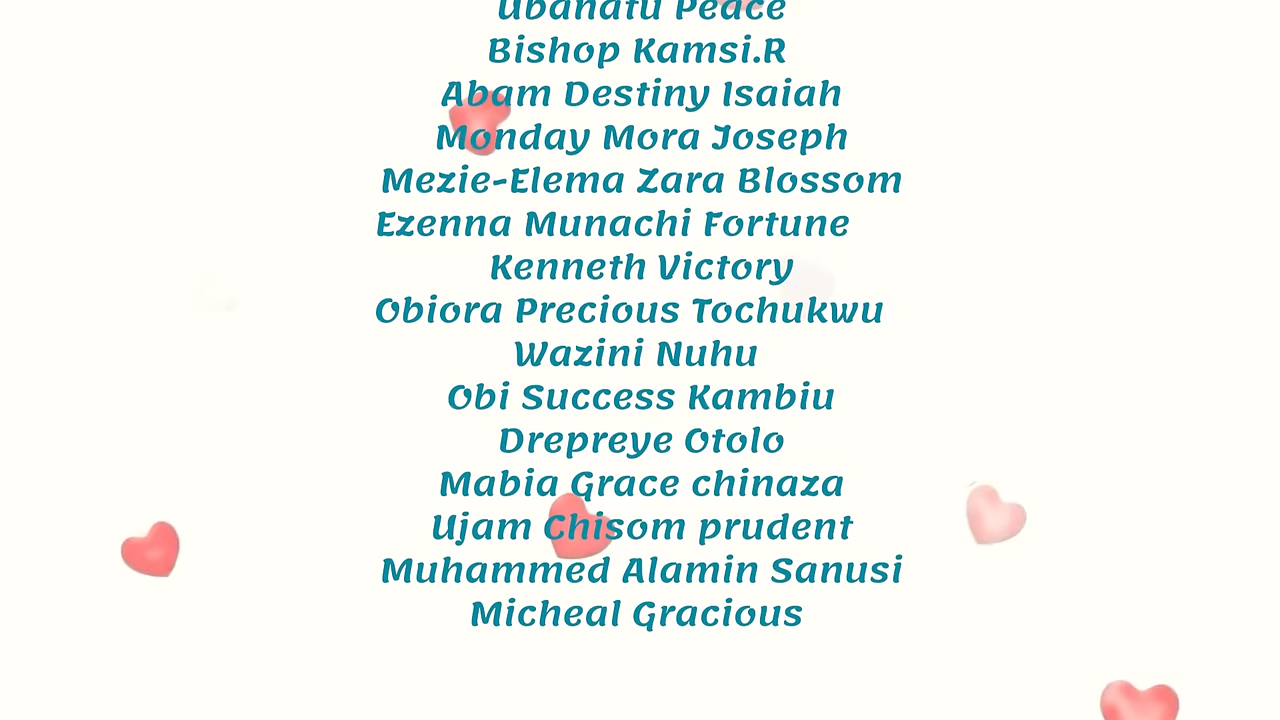 Ubanatu Peace
Bishop Kamsi.R
Abam Destiny Isaiah
Monday Mora Joseph
Mezie-Elema Zara Blossom
Ezenna Munachi Fortune
Kenneth Victory
Obiora Precious Tochukwu
Wazini Nuhu
Obi Success Kambiu
Drepreye Otolo
Mabia Grace chinaza
Ujam Chisom prudent
Muhammed Alamin Sanusi
Micheal Gracious